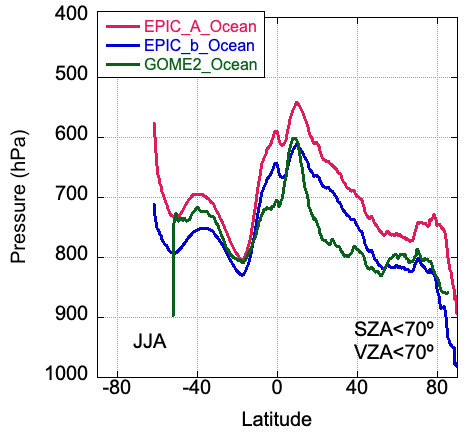 400
EPIC_A_Ocean
EPIC_b_Ocean
GOME2_Ocean
500
600
700
800
900
1000
Pressure (hPa)
JJA
SZA<70º
VZA<70º
-80 -40 0 40 80
Latitude